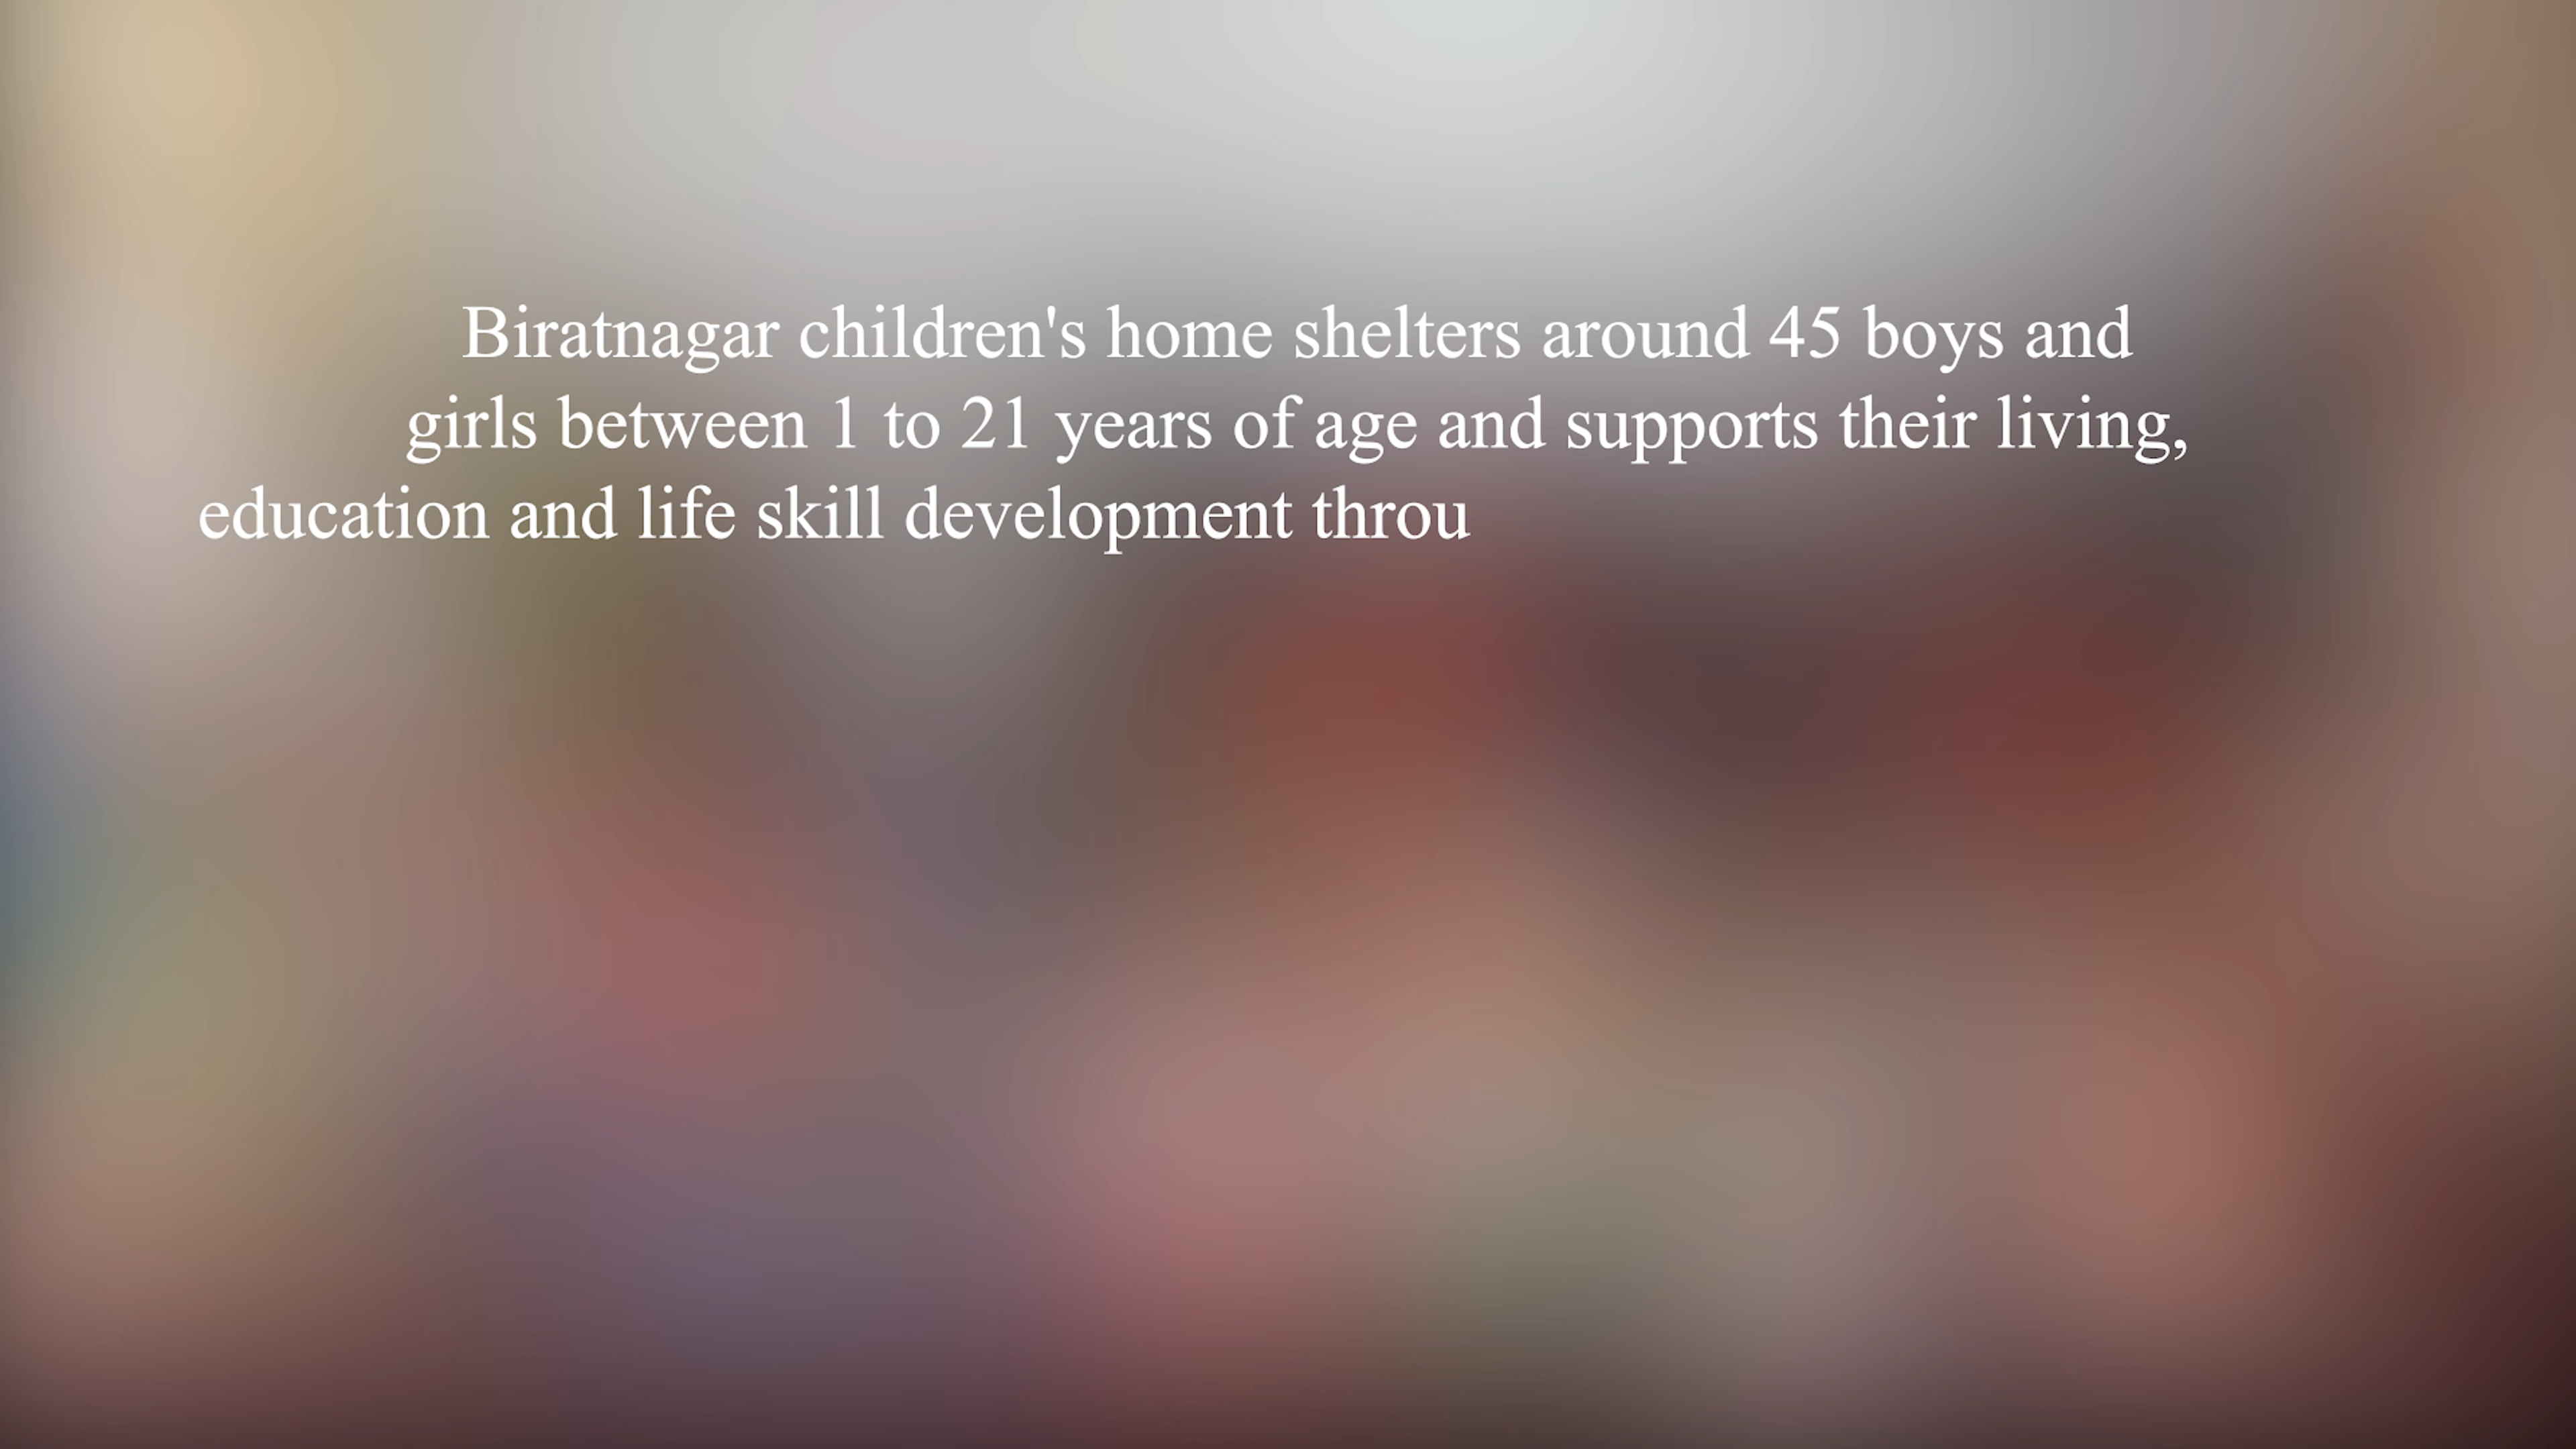 Biratnagar children's home shelters around 45 boys and
girls between 1 to 21 years of age and supports their living,
education and life skill development throu